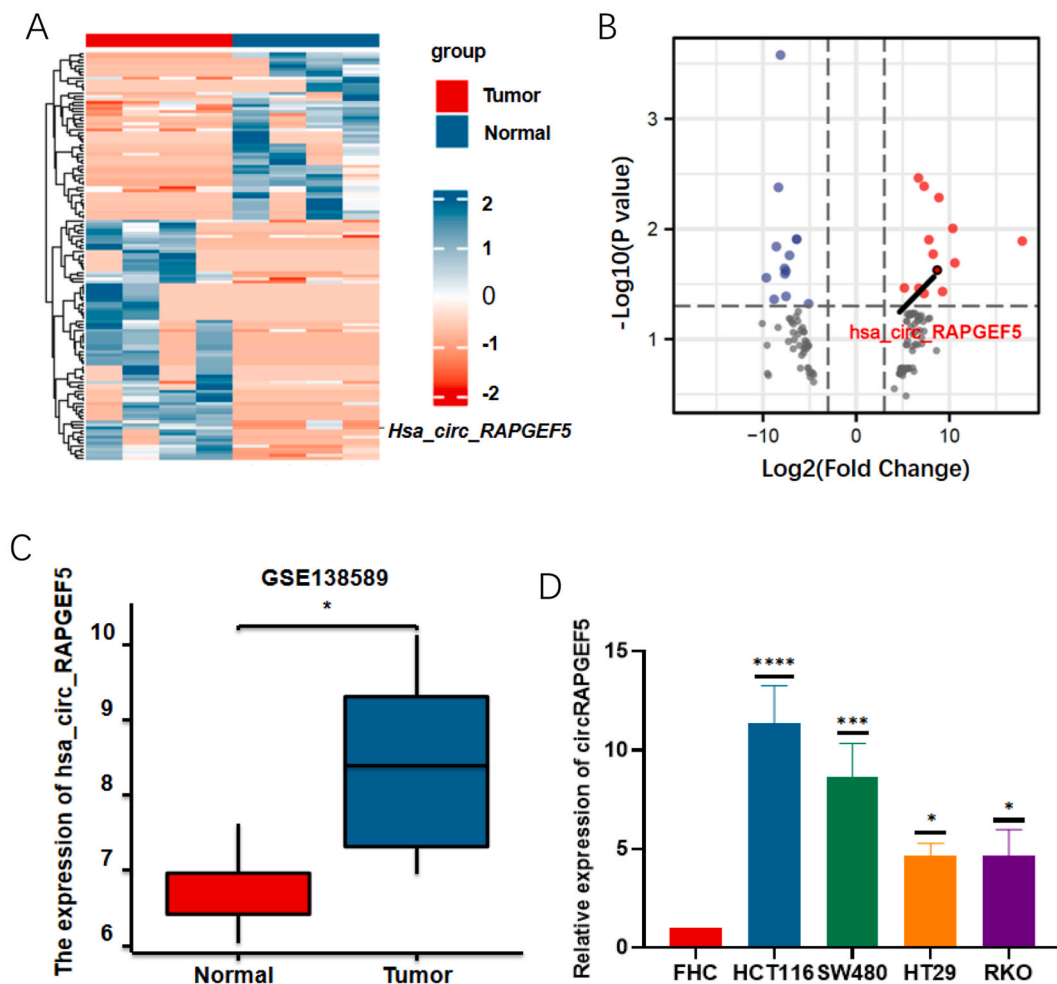 A
group
Tumor
Normal
2
1
0
-1
-2
Hsa_circ_RAPGEF5
B
-Log10(P value)
3
2
1
hsa_circ_RAPGEF5
−10 0 10
Log2(Fold Change)
C
GSE138589
*
The expression of hsa_circ_RAPGEF5
10
9
8
7
6
Normal Tumor
D
Relative expression of circRAPGEF5
15
10
5
0
****
***
*
*
FHC HCT116 SW480 HT29 RKO